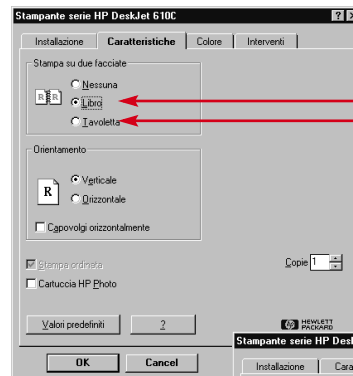 Stampante serie HP DeskJet 610C
Installazione Caratteristiche Colore Interventi
Stampa su due facciate
Nessuna
R R Libro
Tavoletta
Orientamento
Verticale
R Orizzontale
Capovolgi orizzontalmente
Stampa ordinata
Copie 1
Cartuccia HP Photo
Valori predefiniti ?
hp HEWLETT
PACKARD
OK Cancel
Stampante serie HP Desk
Installazione Cara